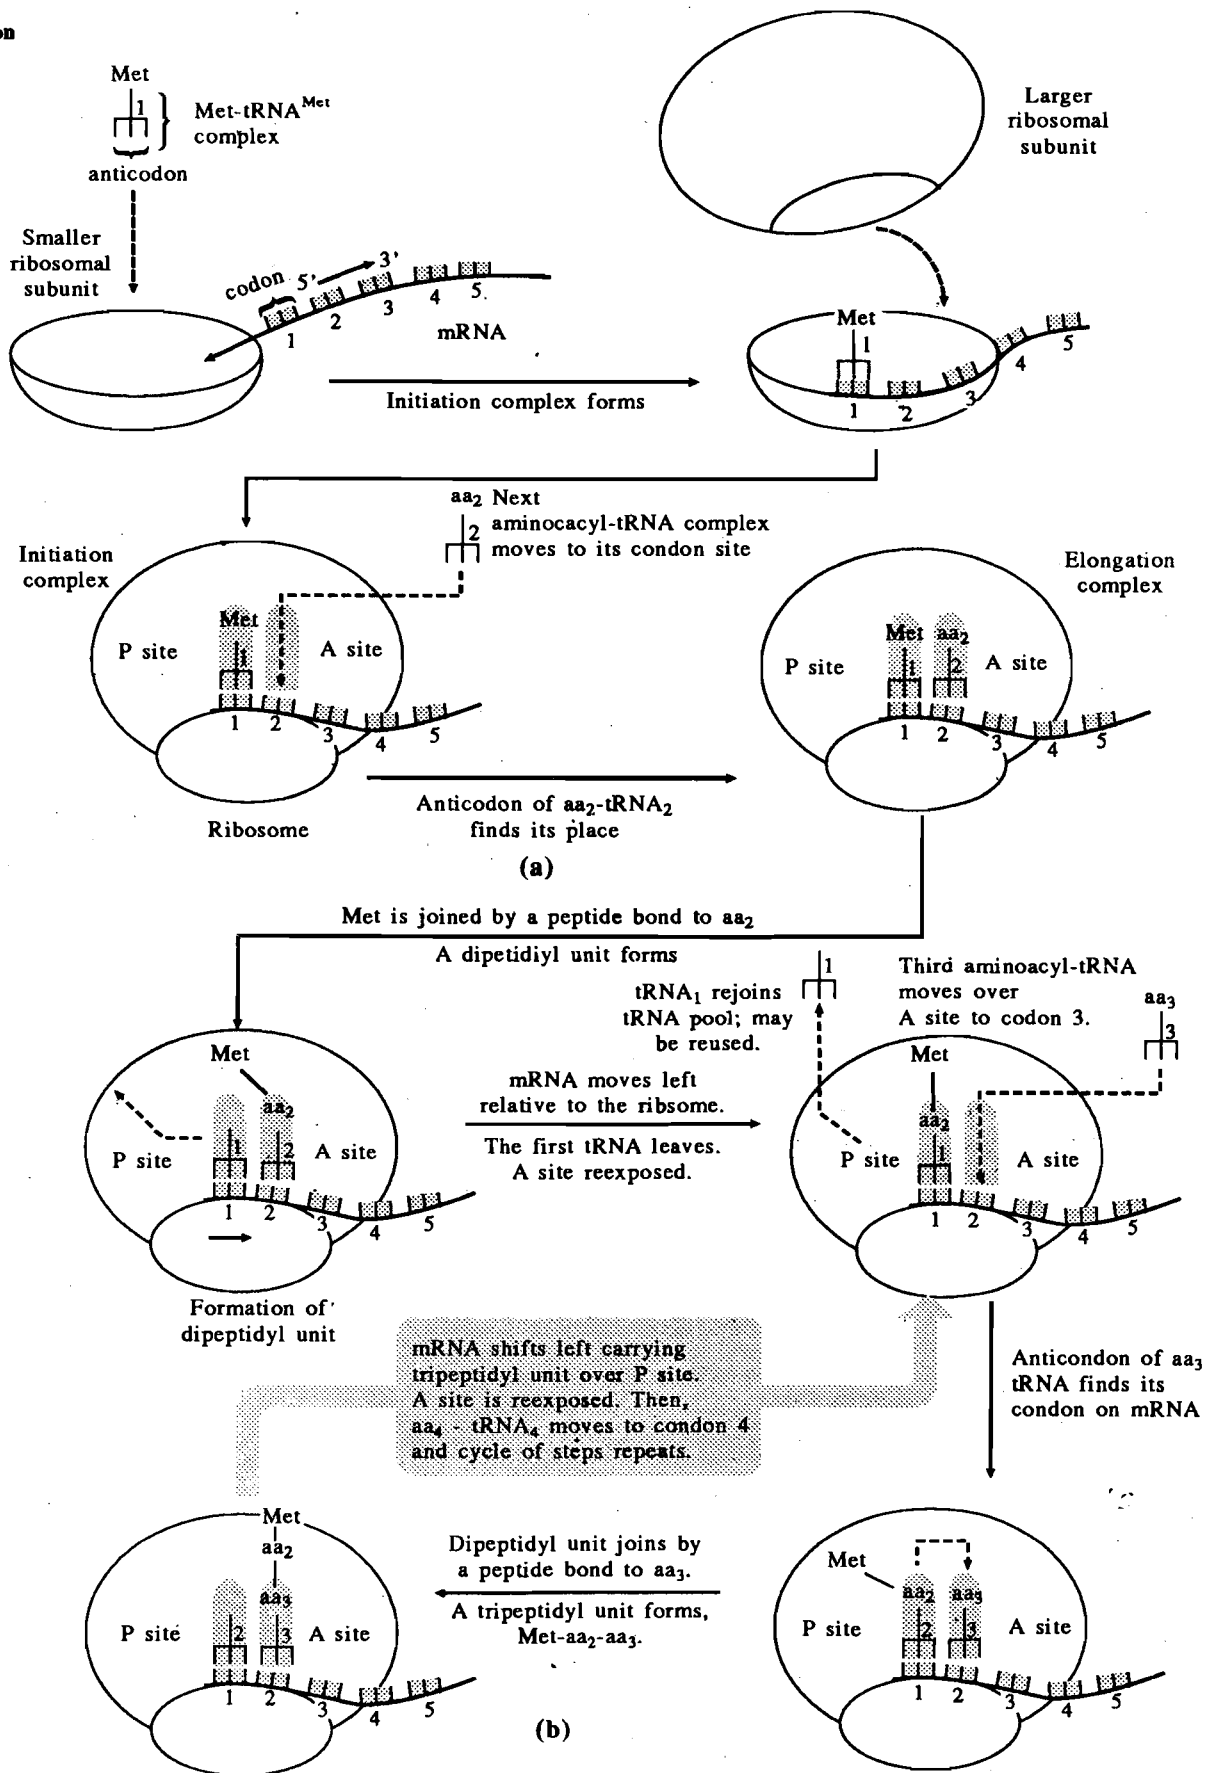 on
Met
1
Met-tRNA^Met
complex
anticodon
Smaller
ribosomal
subunit
codon 5' 3'
1 2 3 4 5
mRNA
Larger
ribosomal
subunit
Met
1
1 2 3 4 5
Initiation complex forms
aa2 Next
2 aminocacyl-tRNA complex
moves to its condon site
Initiation
complex
Met
P site A site
1
1 2 3 4 5
Ribosome
Anticodon of aa2-tRNA2
finds its place
Elongation
complex
Met aa2
P site A site
1 2
1 2 3 4 5
(a)
Met is joined by a peptide bond to aa2
A dipetidiyl unit forms
1
tRNA1 rejoins
tRNA pool; may
be reused.
Third aminoacyl-tRNA
moves over
A site to codon 3.
aa3
3
Met
aa2
P site A site
1 2
1 2 3 4 5
Formation of
dipeptidyl unit
mRNA moves left
relative to the ribsome.
The first tRNA leaves.
A site reexposed.
Met
aa2
P site A site
1
1 2 3 4 5
mRNA shifts left carrying
tripeptidyl unit over P site.
A site is reexposed. Then,
aa4 - tRNA4 moves to condon 4
and cycle of steps repeats.
Anticondon of aa3
tRNA finds its
condon on mRNA
Met
aa2
aa3
P site A site
2 3
1 2 3 4 5
Dipeptidyl unit joins by
a peptide bond to aa3.
A tripeptidyl unit forms,
Met-aa2-aa3.
Met
aa2 aa3
P site A site
2 3
1 2 3 4 5
(b)